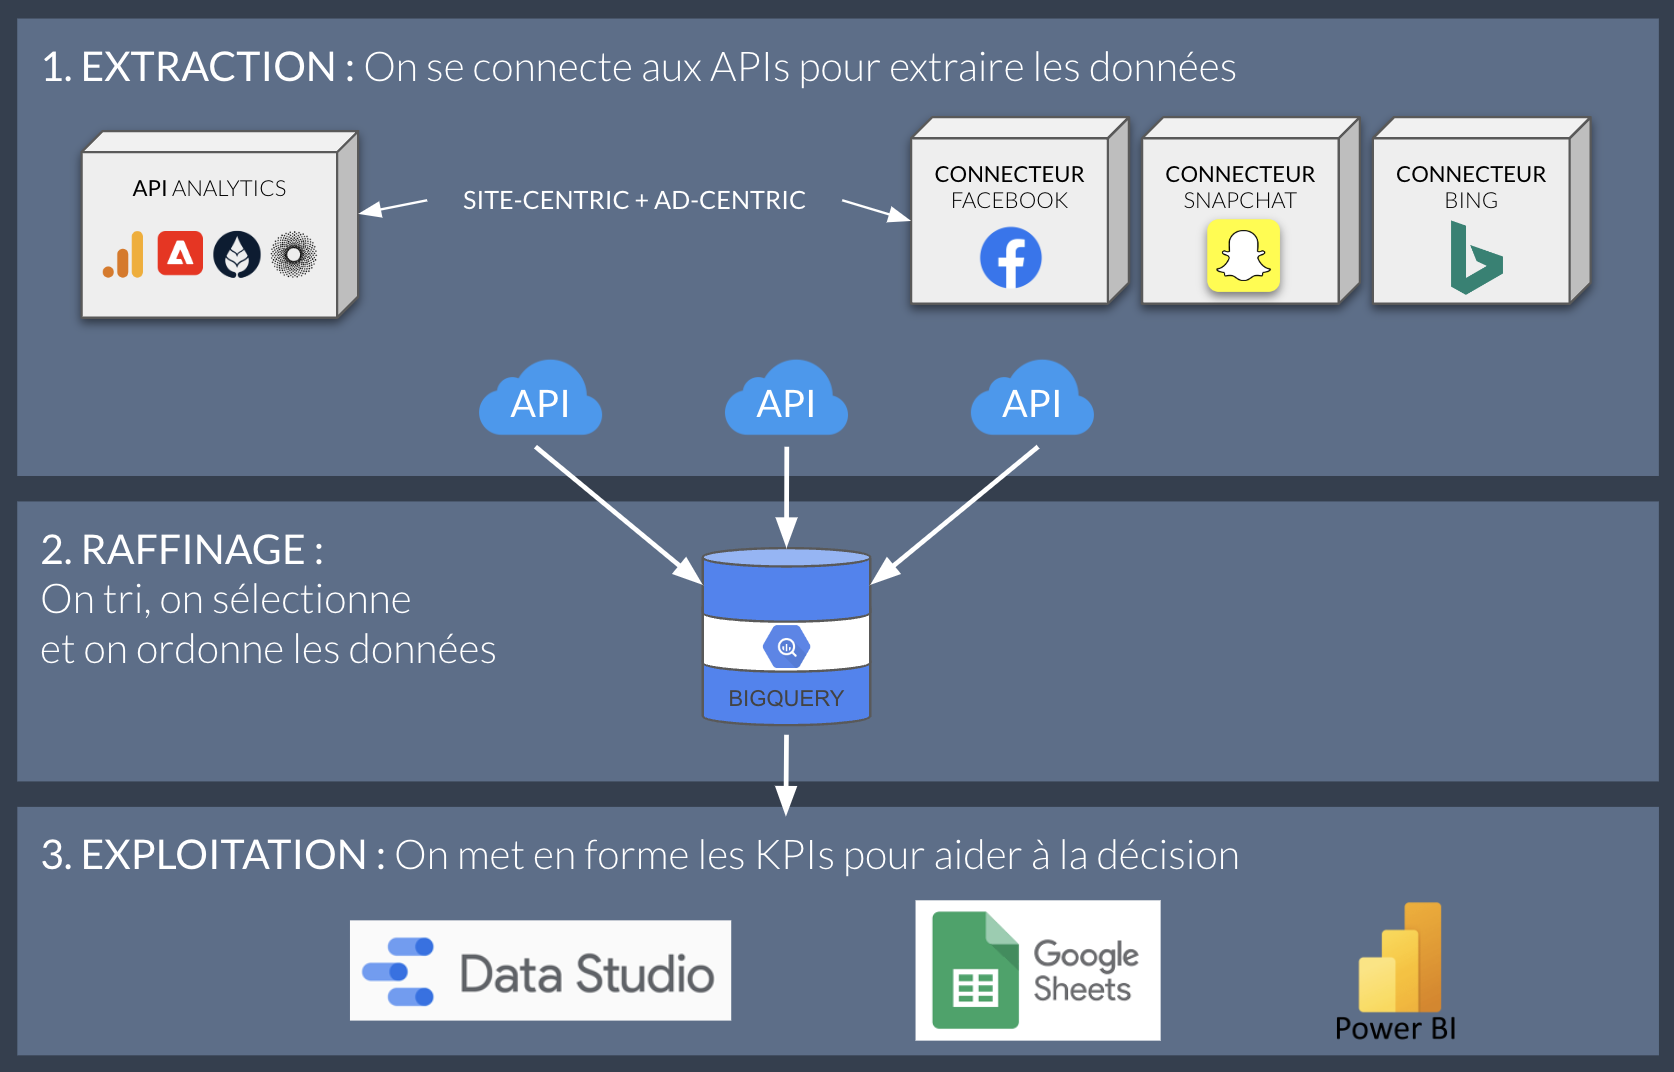 1. EXTRACTION : On se connecte aux APIs pour extraire les données
API ANALYTICS
SITE-CENTRIC + AD-CENTRIC
CONNECTEUR
FACEBOOK
CONNECTEUR
SNAPCHAT
CONNECTEUR
BING
API
API
API
2. RAFFINAGE :
On tri, on sélectionne
et on ordonne les données
BIGQUERY
3. EXPLOITATION : On met en forme les KPIs pour aider à la décision
Data Studio
Google
Sheets
Power BI